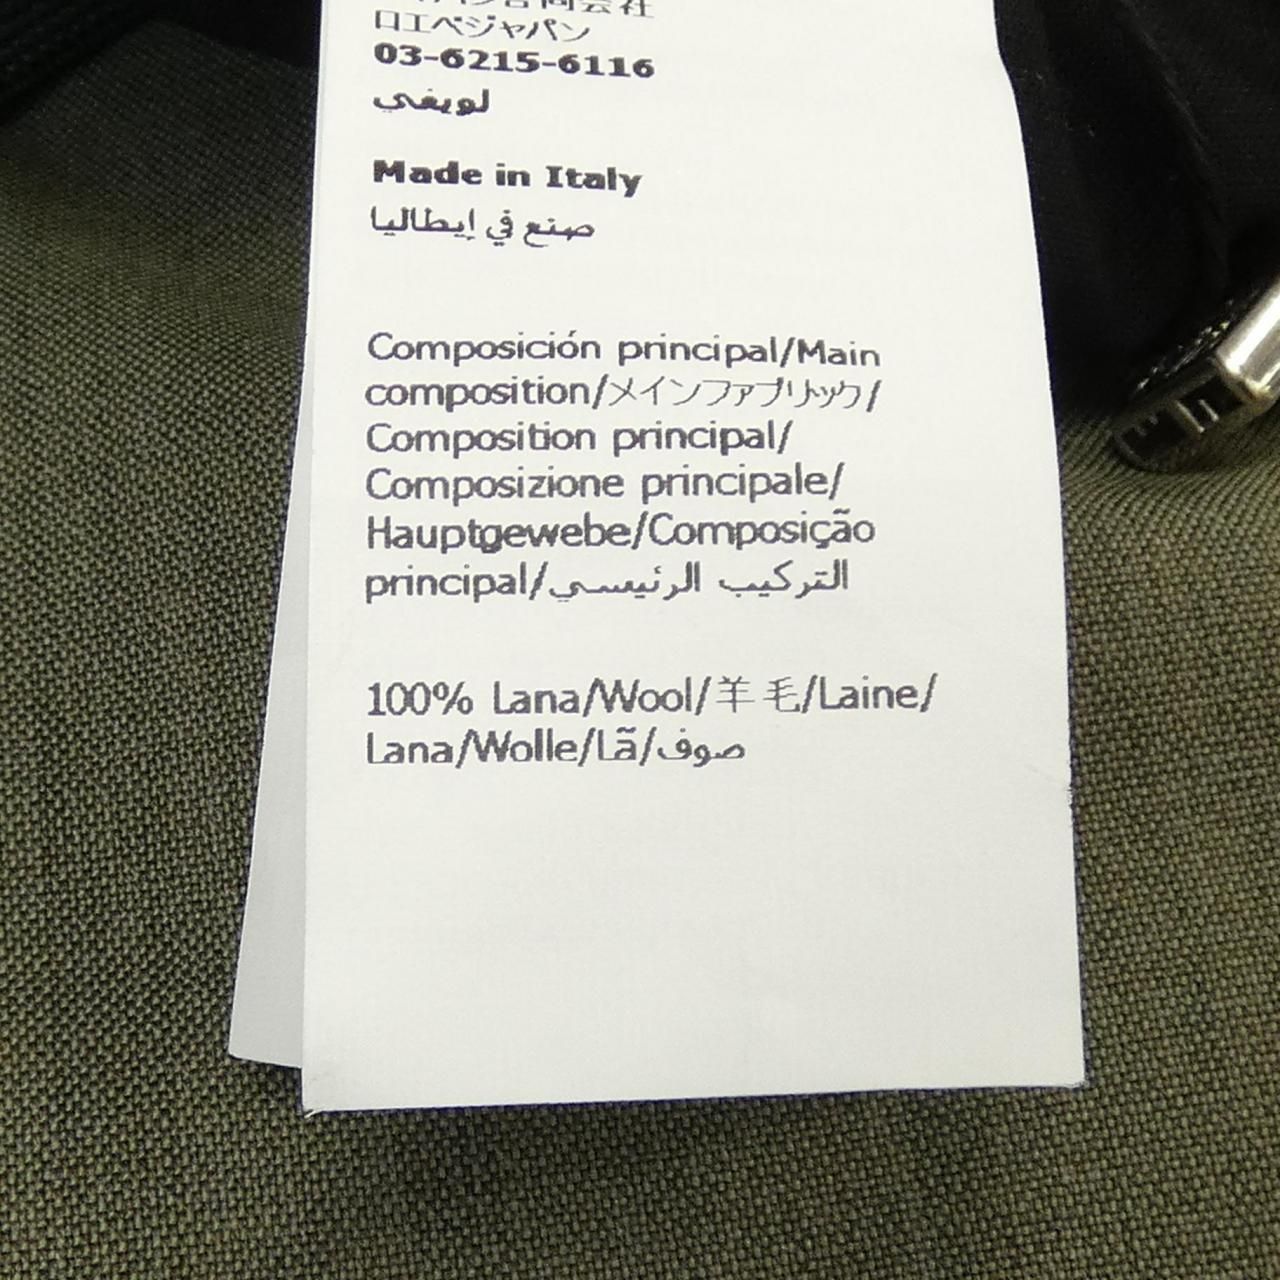 ロエベジャパン
03-6215-6116
لويفي
Made in Italy
صنع في إيطاليا
Composición principal/Main
composition/メインファブリック/
Composition principal/
Composizione principale/
Hauptgewebe/Composição
principal/التركيب الرئيسي
100% Lana/Wool/羊毛/Laine/
Lana/Wolle/Lã/صوف